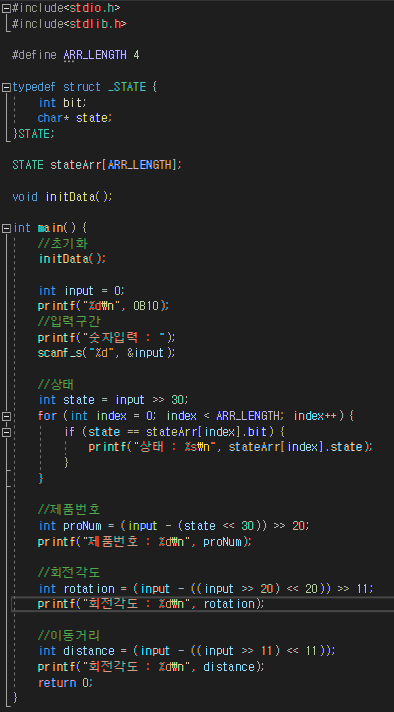 #include<stdio.h>
#include<stdlib.h>
#define ARR_LENGTH 4
typedef struct _STATE {
int bit;
char* state;
}STATE;
STATE stateArr[ARR_LENGTH];
void initData();
int main() {
//초기화
initData();
int input = 0;
printf("%d₩n", 0B10);
//입력구간
printf("숫자입력 : ");
scanf_s("%d", &input);
//상태
int state = input >> 30;
for (int index = 0; index < ARR_LENGTH; index++) {
if (state == stateArr[index].bit) {
printf("상태 : %s₩n", stateArr[index].state);
}
}
//제품번호
int proNum = (input - (state << 30)) >> 20;
printf("제품번호 : %d₩n", proNum);
//회전각도
int rotation = (input - ((input >> 20) << 20)) >> 11;
printf("회전각도 : %d₩n", rotation);
//이동거리
int distance = (input - ((input >> 11) << 11));
printf("회전각도 : %d₩n", distance);
return 0;
}